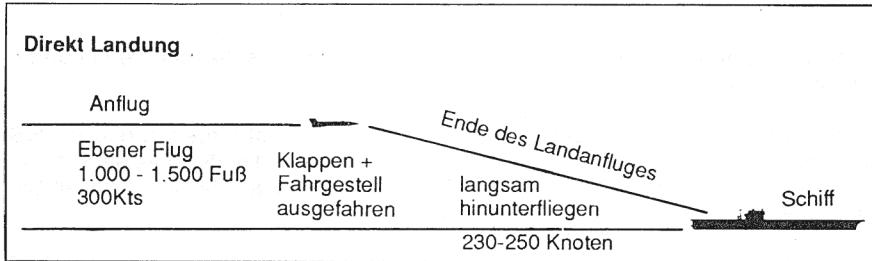 Direkt Landung
Anflug
Ebener Flug
1.000 - 1.500 Fuß
300Kts
Klappen +
Fahrgestell
ausgefahren
Ende des Landanfluges
langsam
hinunterfliegen
230-250 Knoten
Schiff